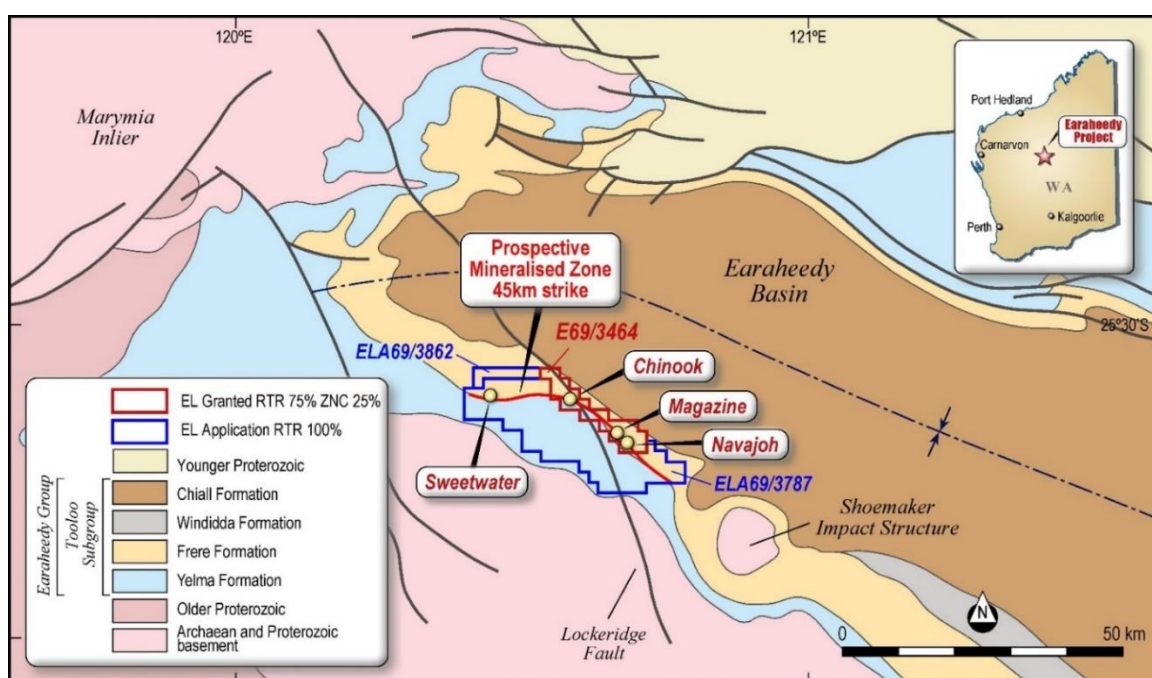 120°E
121°E
Marymia
Inlier
Port Hedland
Earaheedy
Project
Carnarvon
WA
Kalgoorlie
Perth
Prospective
Mineralised Zone
45km strike
Earaheedy
Basin
25º30'S
ELA69/3862
E69/3464
Chinook
Magazine
Navajoh
Sweetwater
ELA69/3787
Shoemaker
Impact Structure
Lockeridge
Fault
EL Granted RTR 75% ZNC 25%
EL Application RTR 100%
Younger Proterozoic
Earaheedy Group
Tooloo
Subgroup
Chiall Formation
Windidda Formation
Frere Formation
Yelma Formation
Older Proterozoic
Archaean and Proterozoic
basement
N
0
50 km